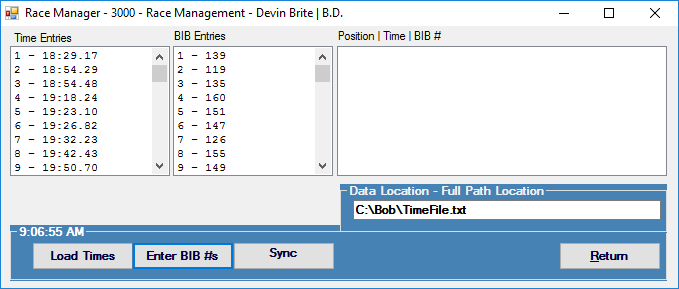 Race Manager - 3000 - Race Management - Devin Brite | B.D.
Time Entries
1 - 18:29.17
2 - 18:54.29
3 - 18:54.48
4 - 19:18.24
5 - 19:23.10
6 - 19:26.82
7 - 19:32.23
8 - 19:42.43
9 - 19:50.70
BIB Entries
1 - 139
2 - 119
3 - 135
4 - 160
5 - 151
6 - 147
7 - 126
8 - 155
9 - 149
Position | Time | BIB #
Data Location - Full Path Location
C:\Bob\TimeFile.txt
9:06:55 AM
Load Times
Enter BIB #s
Sync
Return